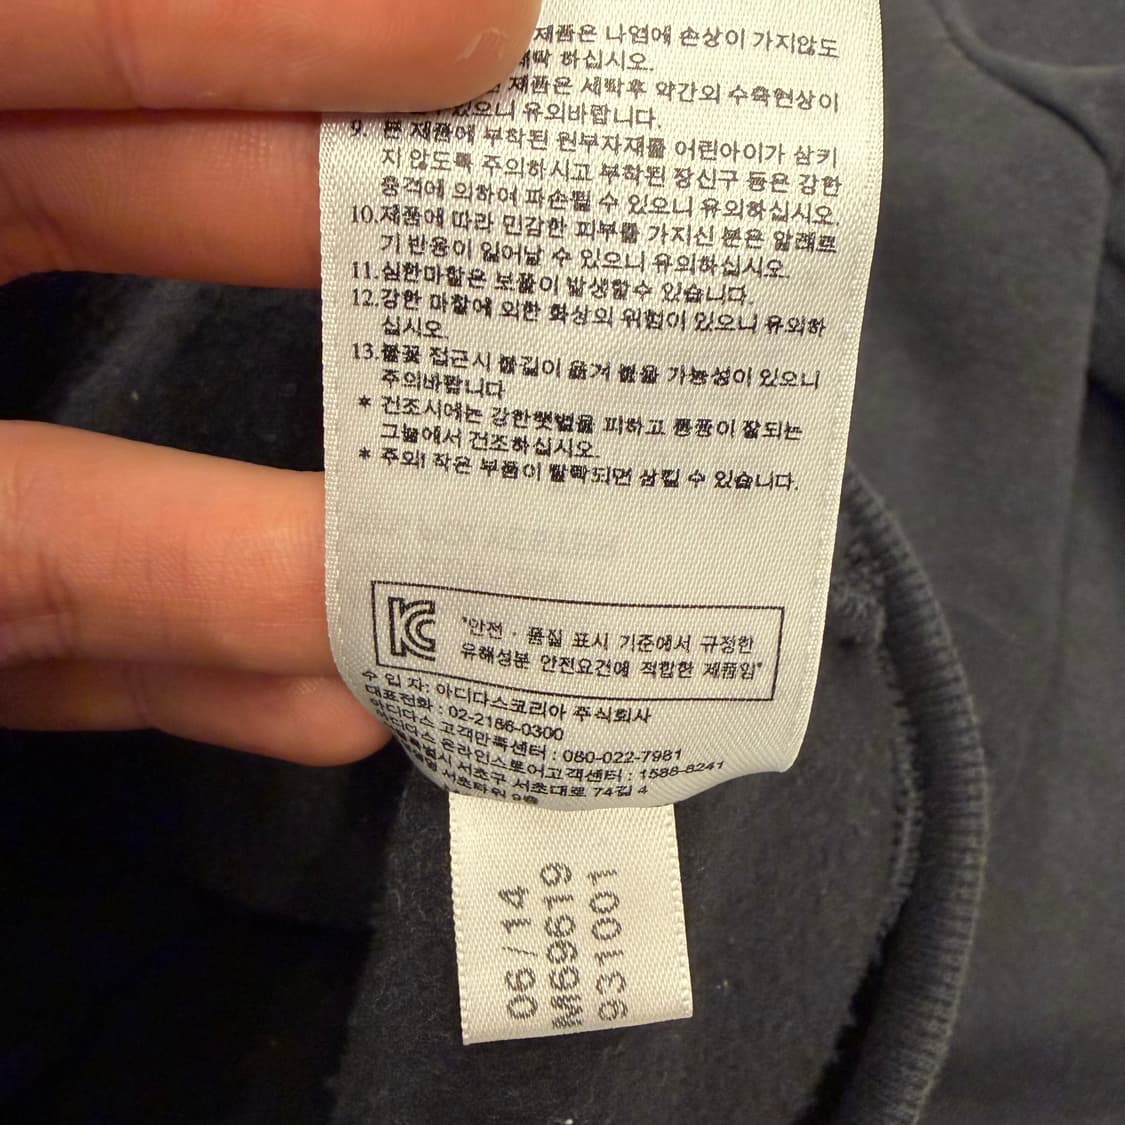 제품은 나염에 손상이 가지않도
세탁 하십시오.
제품은 세탁후 약간의 수축현상이
있으니 유의바랍니다.
9. 본 제품에 부착된 원부자재를 어린아이가 삼키
지 않도록 주의하시고 부착된 장신구 등은 강한
충격에 의하여 파손될 수 있으니 유의하십시오.
10.제품에 따라 민감한 피부를 가지신 분은 알레르
기 반응이 일어날 수 있으니 유의하십시오.
11.심한마찰은 보풀이 발생할수 있습니다.
12.강한 마찰에 의한 화상의 위험이 있으니 유의하
십시오.
13.불꽃 접근시 불길이 옮겨 붙을 가능성이 있으니
주의바랍니다
* 건조시에는 강한햇볕을 피하고 통풍이 잘되는
그늘에서 건조하십시오.
* 주의! 작은 부품이 탈락되면 삼킬 수 있습니다.
KC
"안전·품질 표시 기준에서 규정한
유해성분 안전요건에 적합한 제품임"
수 입 자: 아디다스코리아 주식회사
대표전화 : 02-2186-0300
아디다스 고객만족센터 : 080-022-7981
아디다스 온라인스토어고객센터 : 1588-8241
서초구 서초대로 74길 4
서초타워 9층
06/14
M69619
931001